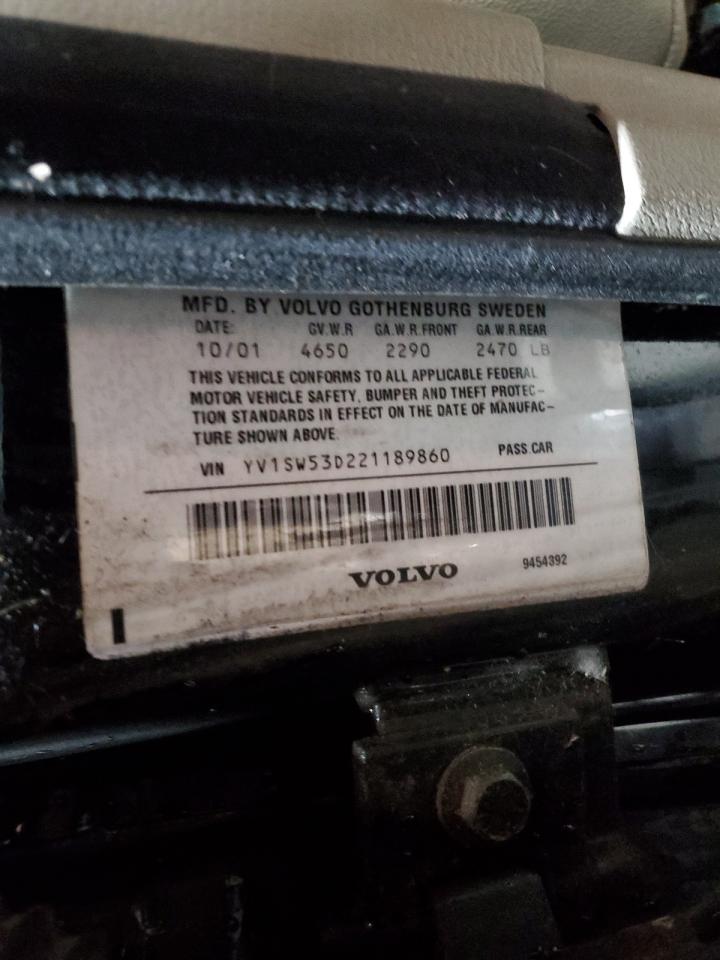 MFD. BY VOLVO GOTHENBURG SWEDEN
DATE: GV.W.R GA.W.R.FRONT GA.W.R.REAR
10/01 4650 2290 2470 LB
THIS VEHICLE CONFORMS TO ALL APPLICABLE FEDERAL
MOTOR VEHICLE SAFETY, BUMPER AND THEFT PROTEC-
TION STANDARDS IN EFFECT ON THE DATE OF MANUFAC-
TURE SHOWN ABOVE.
VIN YV1SW53D221189860 PASS.CAR
VOLVO 9454392